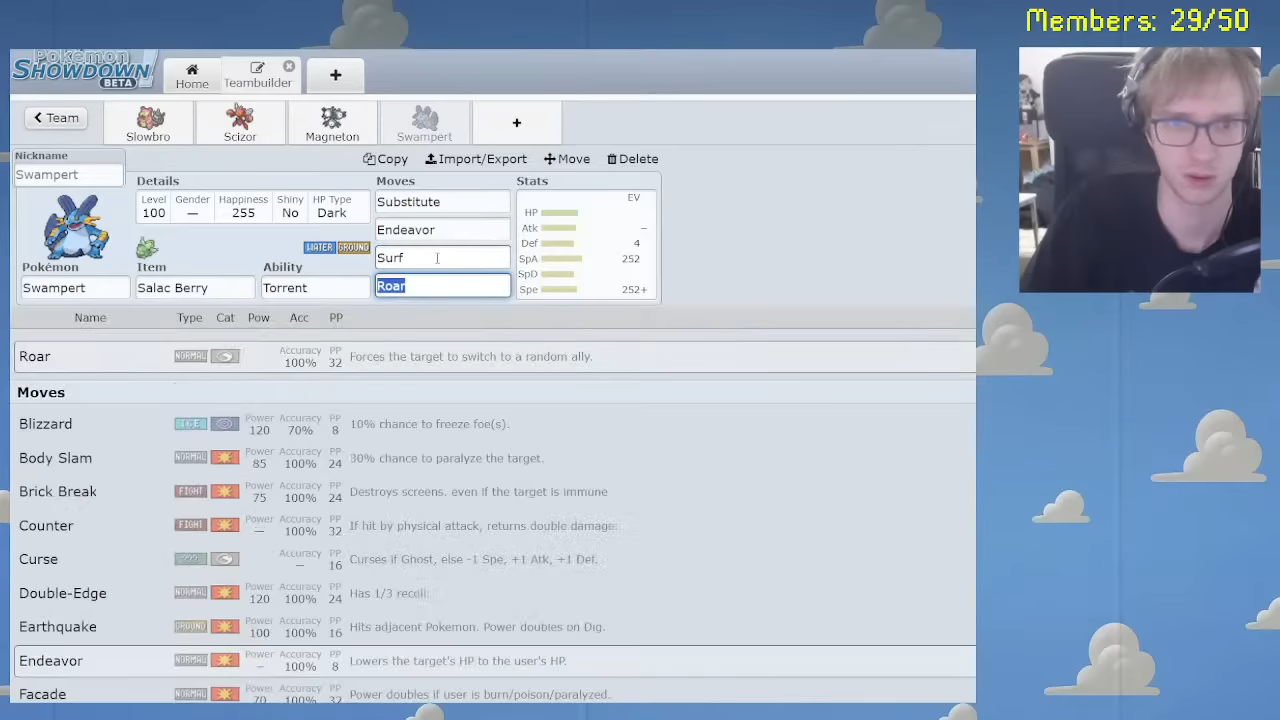 Members: 29/50
Pokémon
SHOWDOWN!
BETA
Home
Teambuilder
+
Team
Slowbro
Scizor
Magneton
Swampert
+
Copy
Import/Export
Move
Delete
Nickname
Swampert
Details
Level
100
Gender
—
Happiness
255
Shiny
No
HP Type
Dark
WATER GROUND
Pokémon
Swampert
Item
Salac Berry
Ability
Torrent
Moves
Substitute
Endeavor
Surf
Roar
Stats
EV
HP
Atk –
Def 4
SpA 252
SpD
Spe 252+
Name Type Cat Pow Acc PP
Roar NORMAL Accuracy 100% PP 32 Forces the target to switch to a random ally.
Moves
Blizzard ICE Power 120 Accuracy 70% PP 8 10% chance to freeze foe(s).
Body Slam NORMAL Power 85 Accuracy 100% PP 24 30% chance to paralyze the target.
Brick Break FIGHT Power 75 Accuracy 100% PP 24 Destroys screens, even if the target is immune
Counter FIGHT Power — Accuracy 100% PP 32 If hit by physical attack, returns double damage.
Curse ??? Accuracy — PP 16 Curses if Ghost, else -1 Spe, +1 Atk, +1 Def.
Double-Edge NORMAL Power 120 Accuracy 100% PP 24 Has 1/3 recoil.
Earthquake GROUND Power 100 Accuracy 100% PP 16 Hits adjacent Pokemon. Power doubles on Dig.
Endeavor NORMAL Power — Accuracy 100% PP 8 Lowers the target's HP to the user's HP.
Facade NORMAL Power 70 Accuracy 100% PP 32 Power doubles if user is burn/poison/paralyzed.